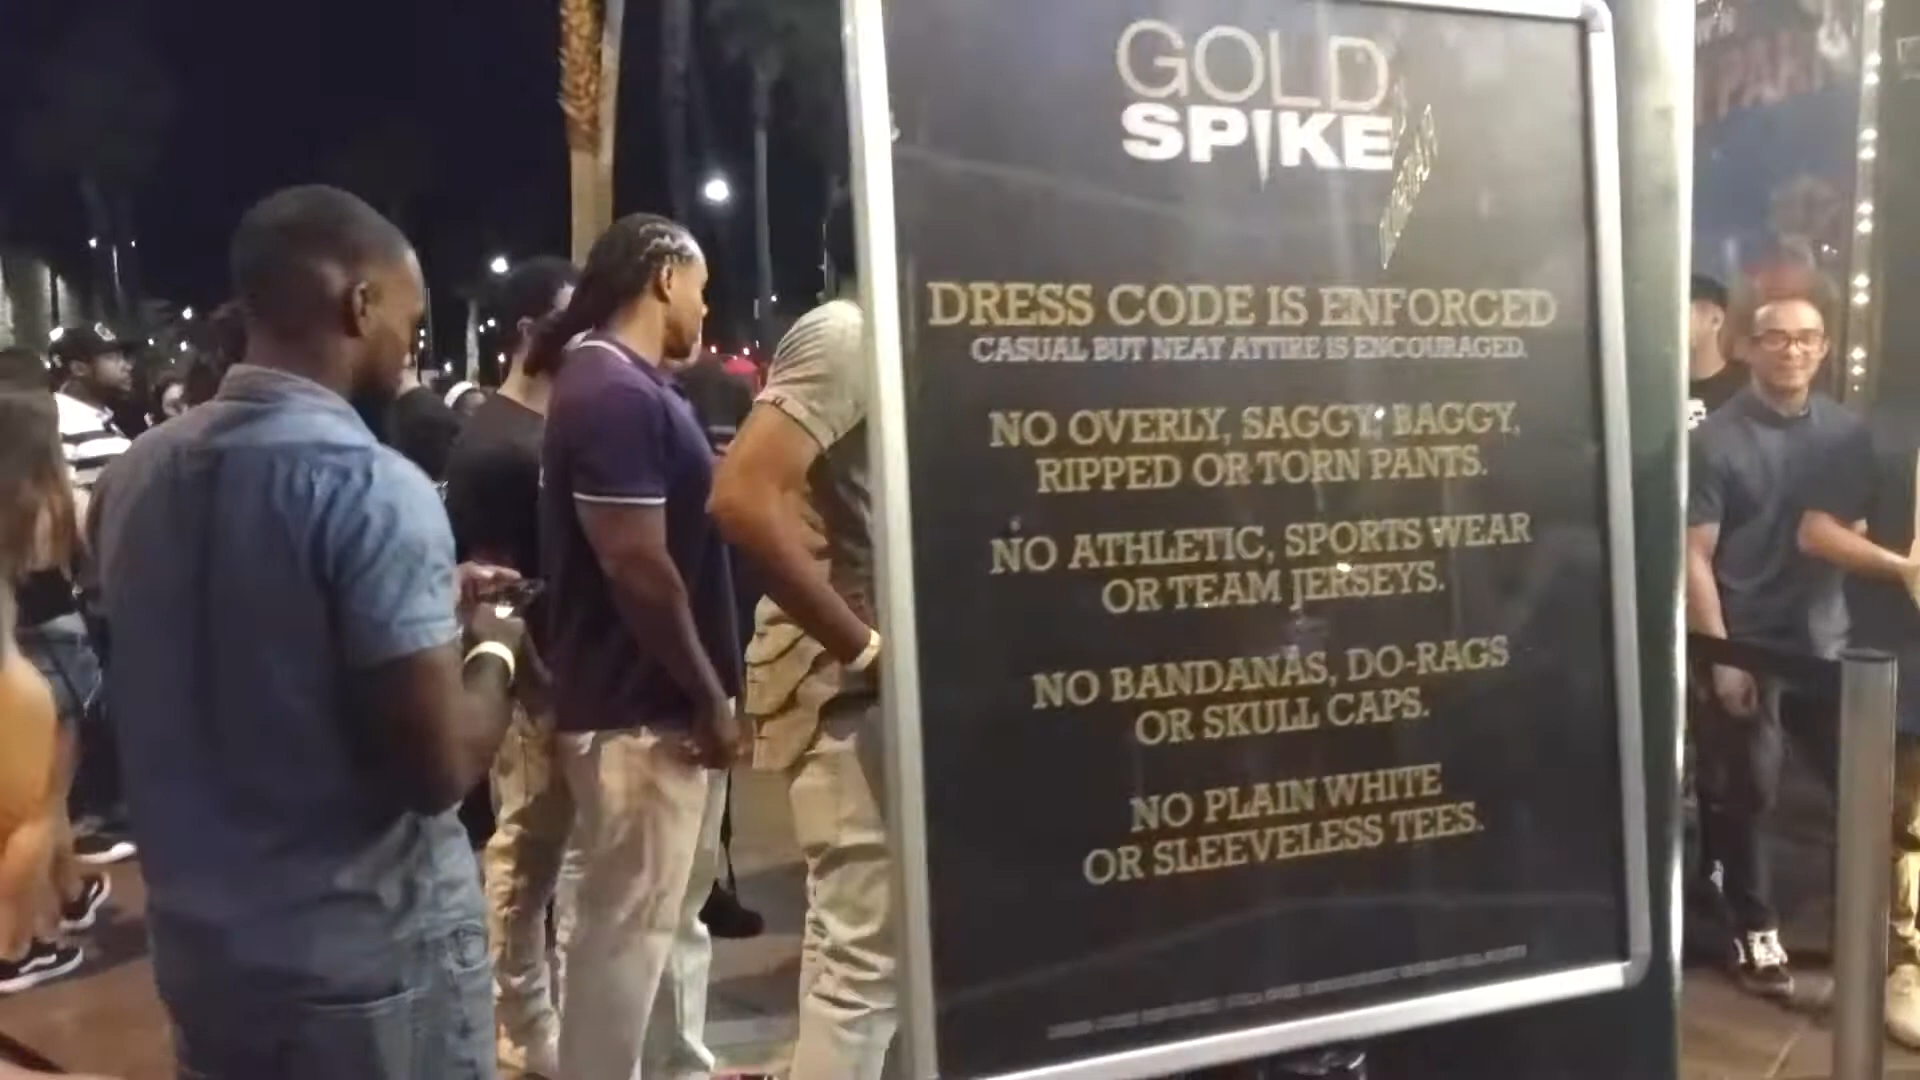 GOLD
SPIKE
DRESS CODE IS ENFORCED
CASUAL BUT NEAT ATTIRE IS ENCOURAGED.
NO OVERLY, SAGGY, BAGGY,
RIPPED OR TORN PANTS.
NO ATHLETIC, SPORTS WEAR
OR TEAM JERSEYS.
NO BANDANAS, DO-RAGS
OR SKULL CAPS.
NO PLAIN WHITE
OR SLEEVELESS TEES.